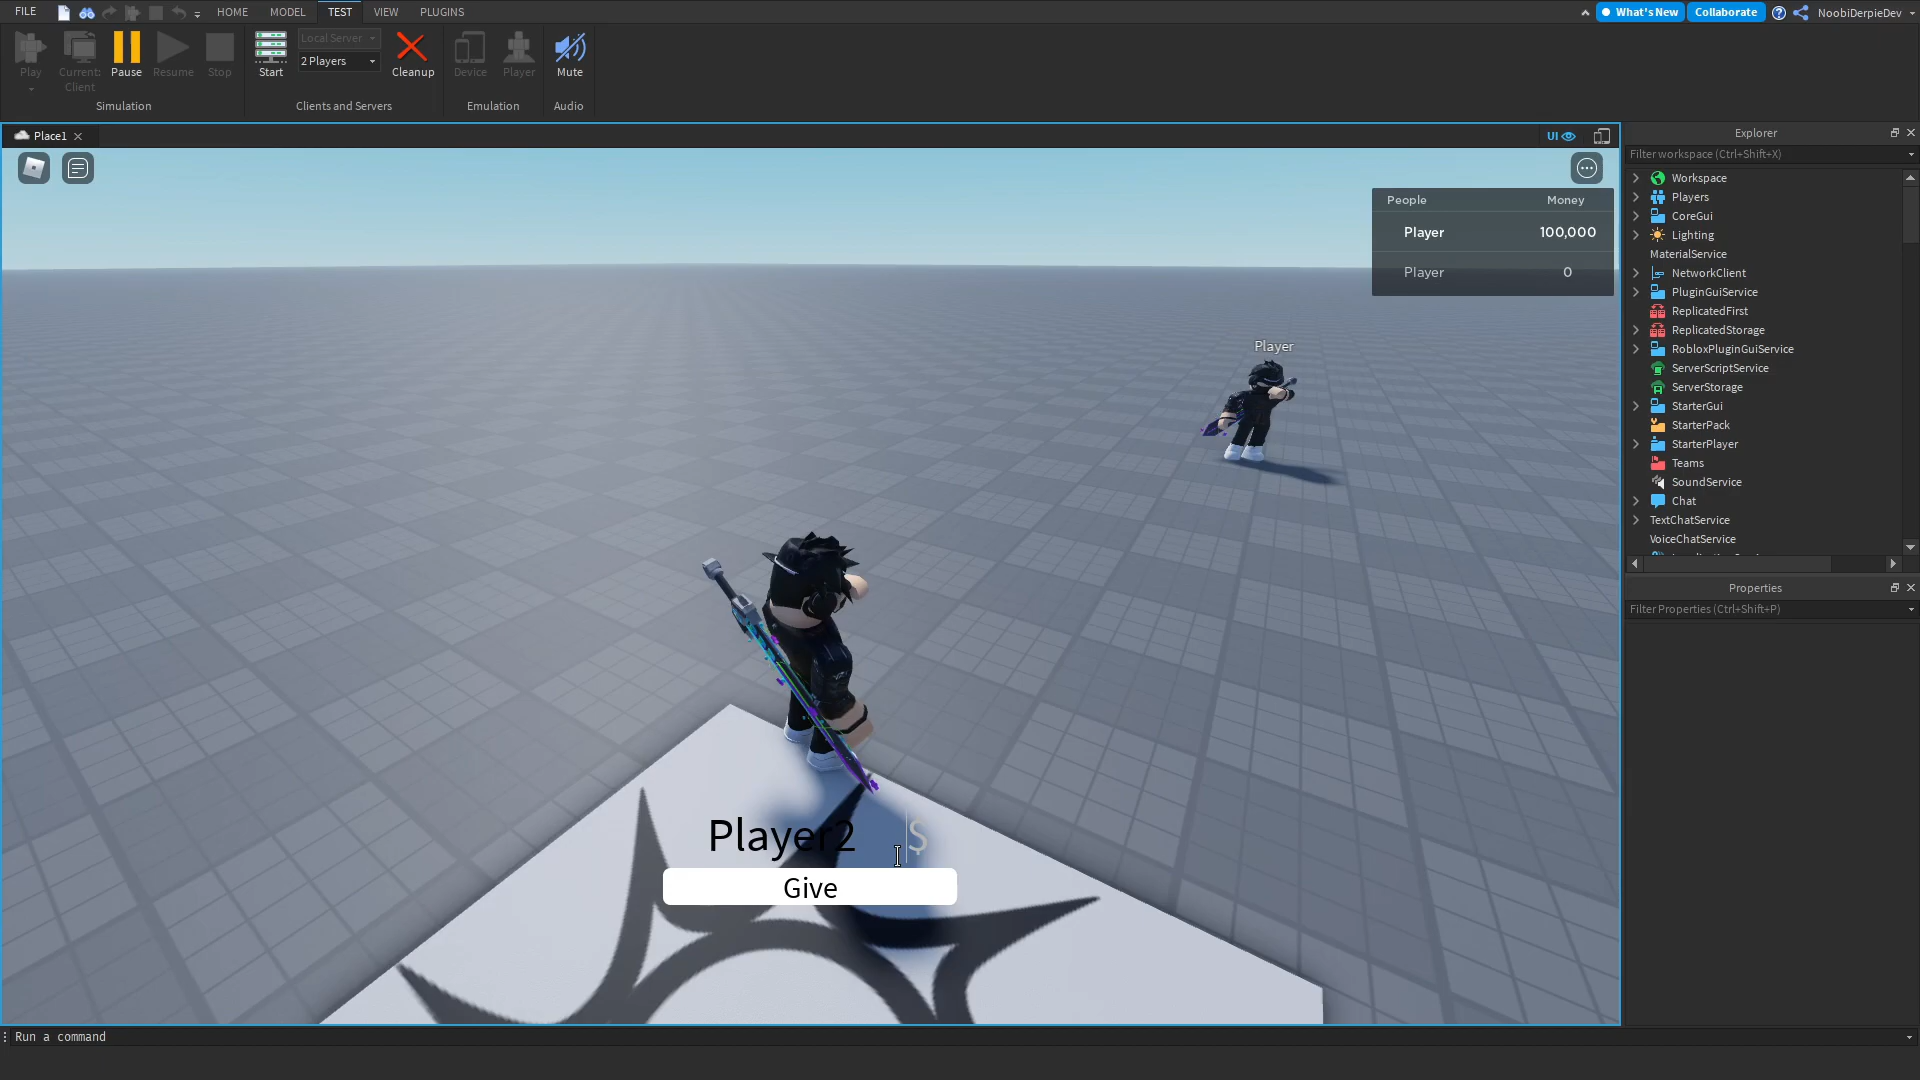 FILE HOME MODEL TEST VIEW PLUGINS What's New Collaborate NoobiDerpieDev
Play Current: Client Pause Resume Stop
Simulation
Start Local Server 2 Players Cleanup
Clients and Servers
Device Player
Emulation
Mute
Audio
Place1 UI
People Money
Player 100,000
Player 0
Player
Player2 $
Give
Explorer
Filter workspace (Ctrl+Shift+X)
Workspace
Players
CoreGui
Lighting
MaterialService
NetworkClient
PluginGuiService
ReplicatedFirst
ReplicatedStorage
RobloxPluginGuiService
ServerScriptService
ServerStorage
StarterGui
StarterPack
StarterPlayer
Teams
SoundService
Chat
TextChatService
VoiceChatService
Properties
Filter Properties (Ctrl+Shift+P)
Run a command